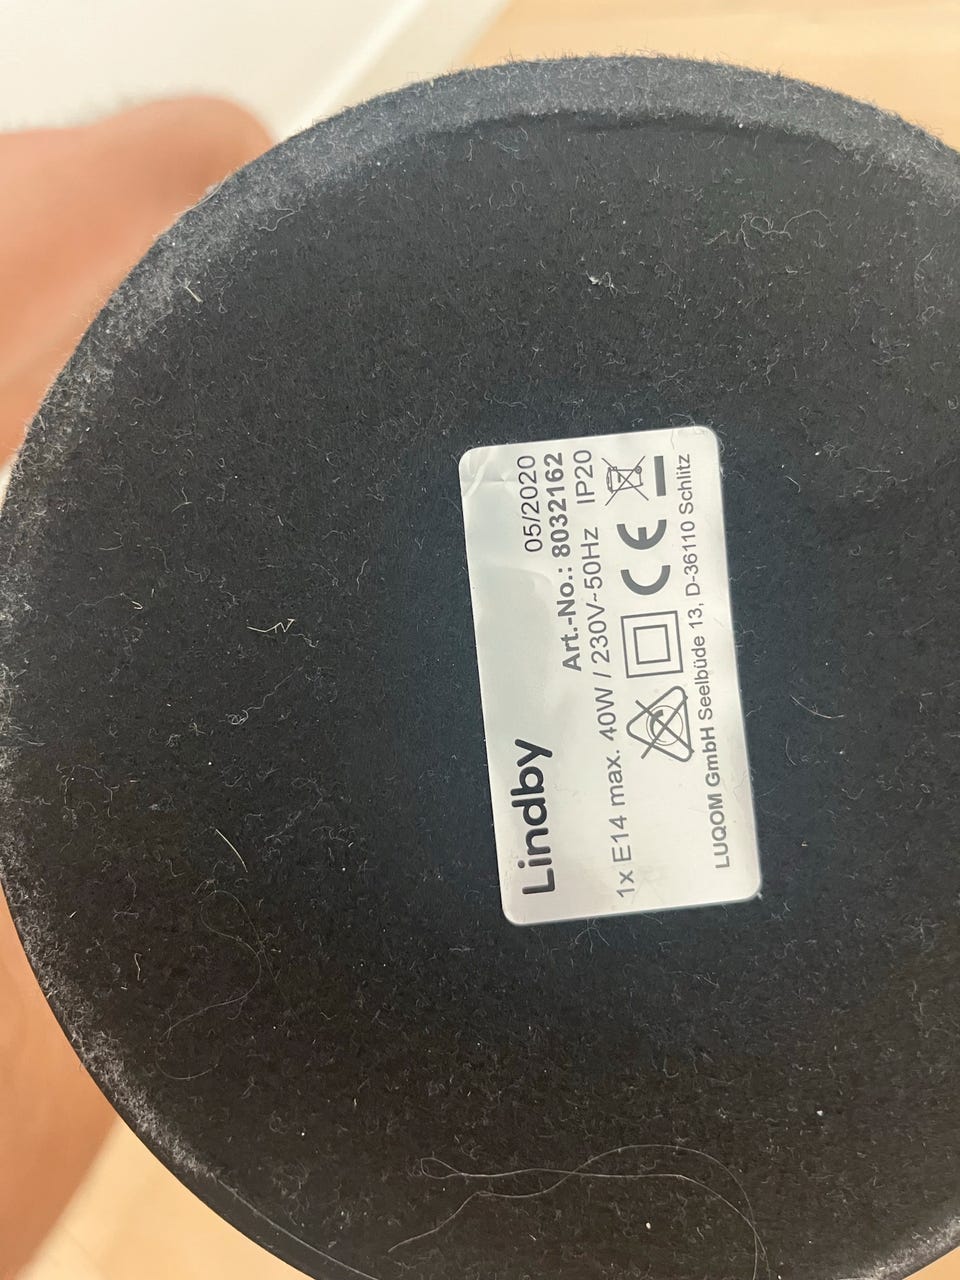 05/2020
Lindby Art.-No.: 8032162
1x E14 max. 40W / 230V~50Hz IP20
CE
LUQOM GmbH Seelbüde 13, D-36110 Schlitz